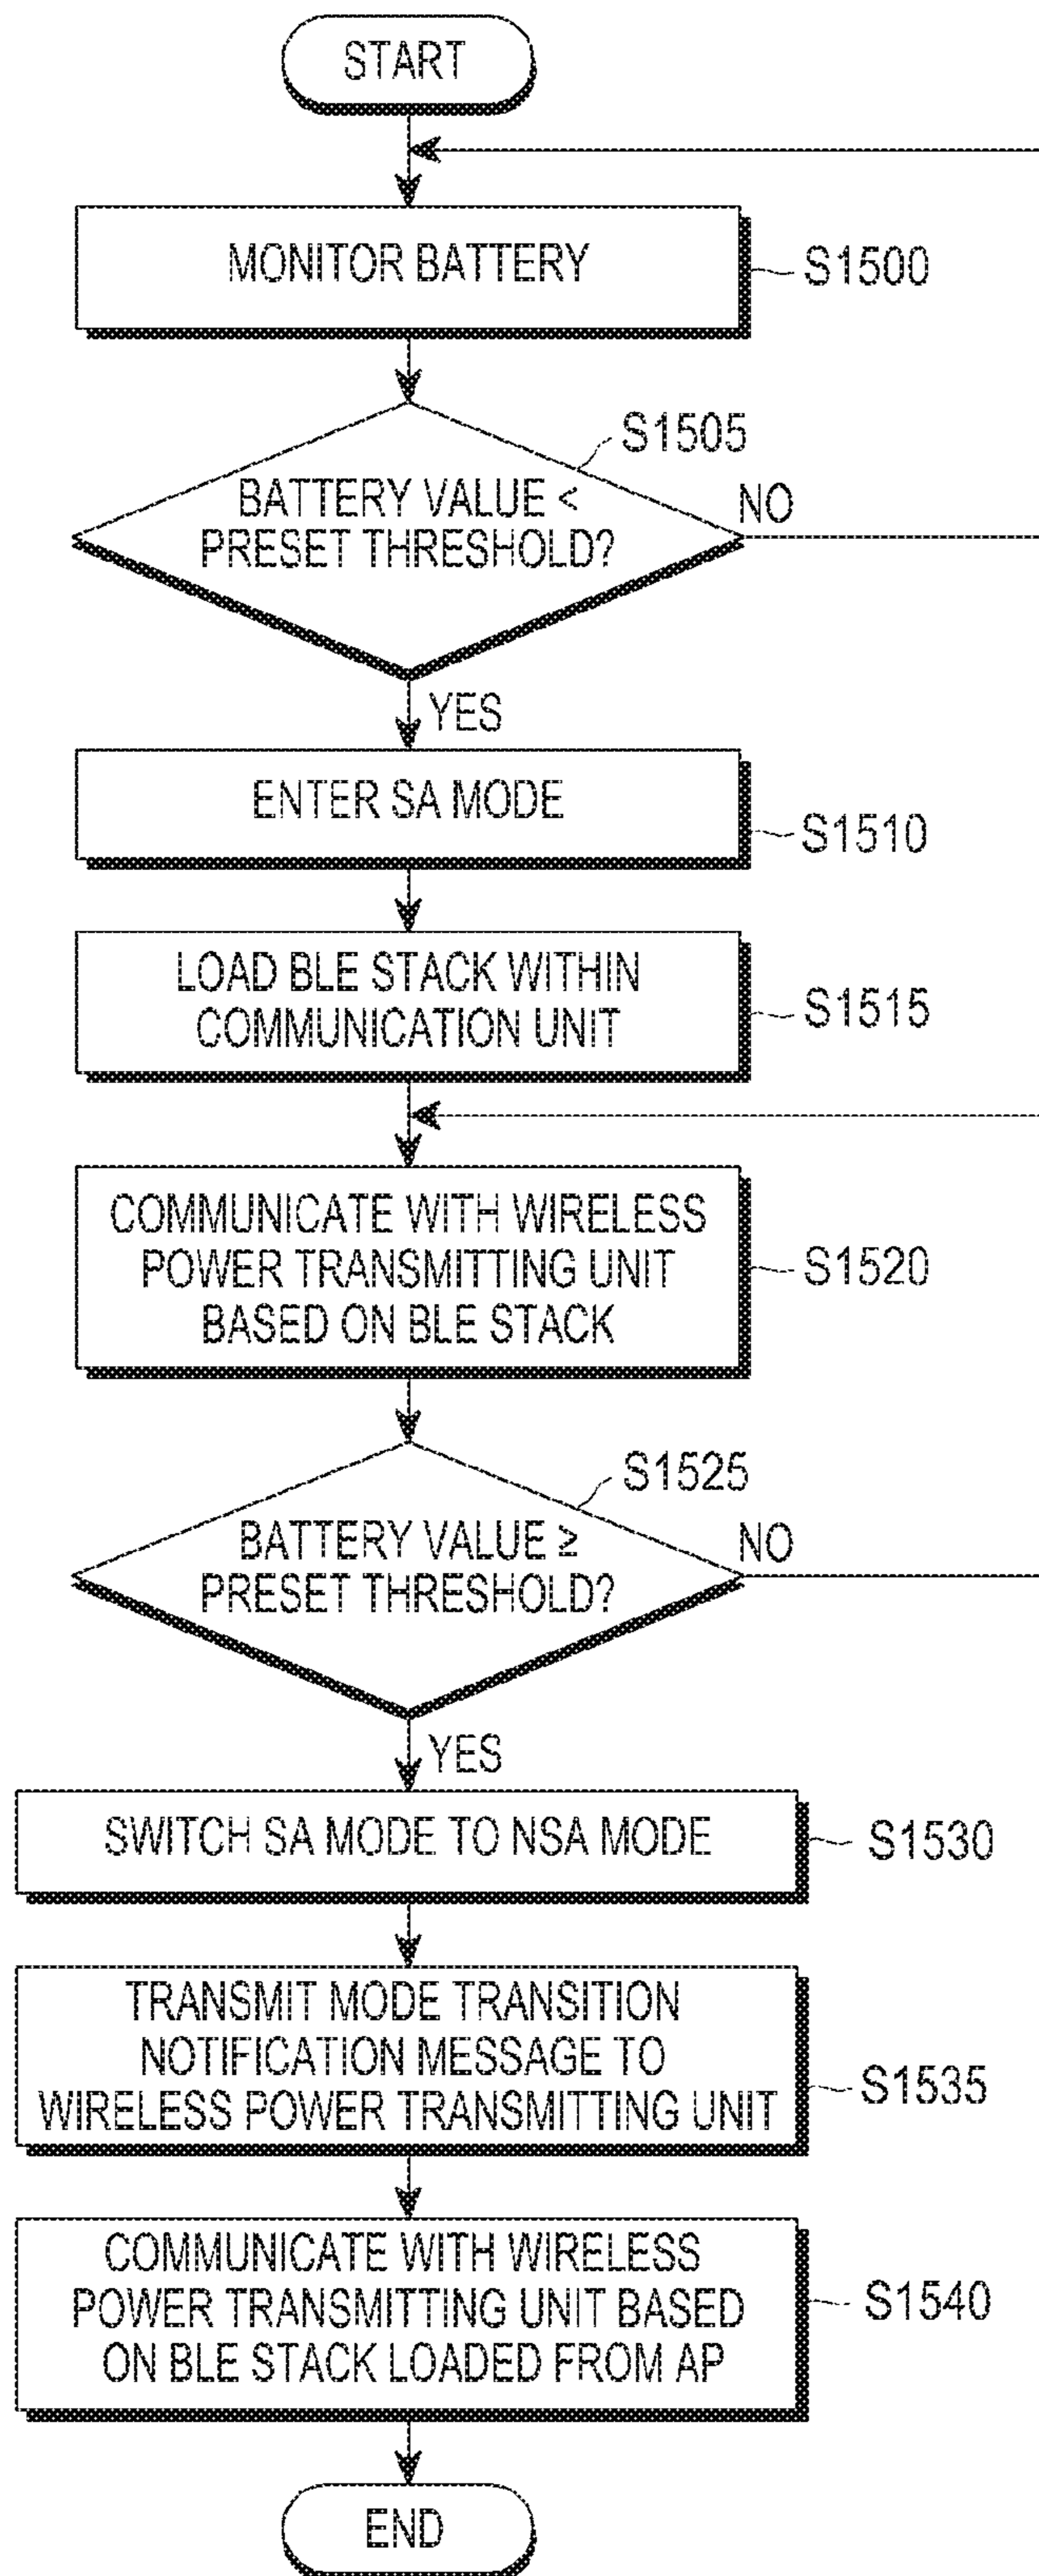 START
MONITOR BATTERY
S1500
S1505
BATTERY VALUE <
PRESET THRESHOLD?
NO
YES
ENTER SA MODE
S1510
LOAD BLE STACK WITHIN
COMMUNICATION UNIT
S1515
COMMUNICATE WITH WIRELESS
POWER TRANSMITTING UNIT
BASED ON BLE STACK
S1520
S1525
BATTERY VALUE ≥
PRESET THRESHOLD?
NO
YES
SWITCH SA MODE TO NSA MODE
S1530
TRANSMIT MODE TRANSITION
NOTIFICATION MESSAGE TO
WIRELESS POWER TRANSMITTING UNIT
S1535
COMMUNICATE WITH WIRELESS
POWER TRANSMITTING UNIT BASED
ON BLE STACK LOADED FROM AP
S1540
END